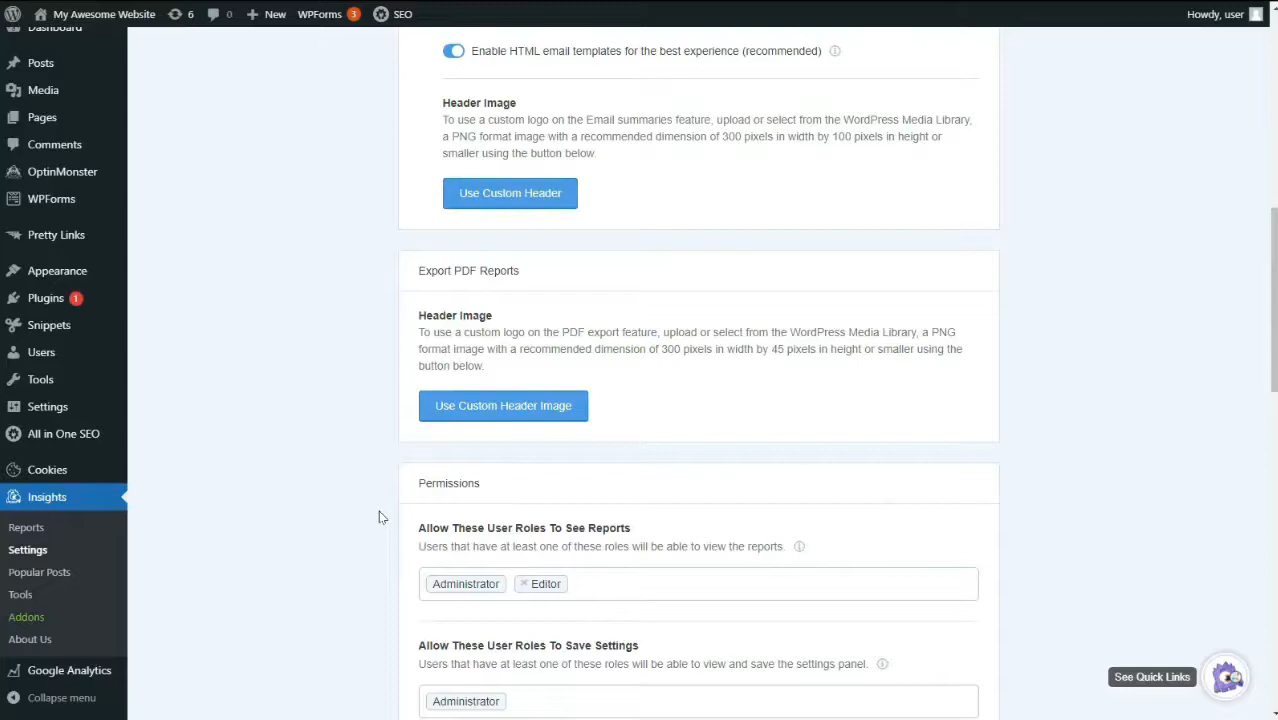 My Awesome Website
6
0
New
WPForms
3
SEO
Howdy, user
Dashboard
Posts
Media
Pages
Comments
OptinMonster
WPForms
Pretty Links
Appearance
Plugins
1
Snippets
Users
Tools
Settings
All in One SEO
Cookies
Insights
Reports
Settings
Popular Posts
Tools
Addons
About Us
Google Analytics
Collapse menu
Enable HTML email templates for the best experience (recommended)
Header Image
To use a custom logo on the Email summaries feature, upload or select from the WordPress Media Library,
a PNG format image with a recommended dimension of 300 pixels in width by 100 pixels in height or
smaller using the button below.
Use Custom Header
Export PDF Reports
Header Image
To use a custom logo on the PDF export feature, upload or select from the WordPress Media Library, a PNG
format image with a recommended dimension of 300 pixels in width by 45 pixels in height or smaller using the
button below.
Use Custom Header Image
Permissions
Allow These User Roles To See Reports
Users that have at least one of these roles will be able to view the reports.
Administrator
Editor
Allow These User Roles To Save Settings
Users that have at least one of these roles will be able to view and save the settings panel.
Administrator
See Quick Links